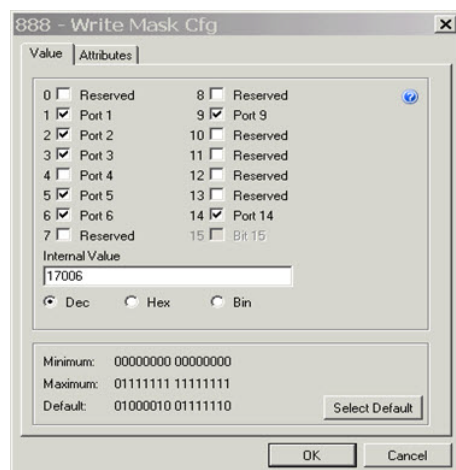 888 - Write Mask Cfg
Value Attributes
0 Reserved 8 Reserved
1 Port 1 9 Port 9
2 Port 2 10 Reserved
3 Port 3 11 Reserved
4 Port 4 12 Reserved
5 Port 5 13 Reserved
6 Port 6 14 Port 14
7 Reserved 15 Bit 15
Internal Value
17006
Dec Hex Bin
Minimum: 00000000 00000000
Maximum: 01111111 11111111
Default: 01000010 01111110
Select Default
OK Cancel